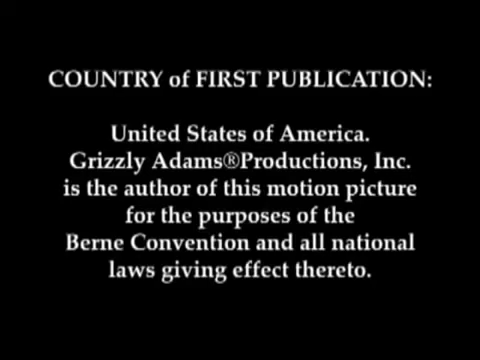 COUNTRY of FIRST PUBLICATION:
United States of America.
Grizzly Adams®Productions, Inc.
is the author of this motion picture
for the purposes of the
Berne Convention and all national
laws giving effect thereto.